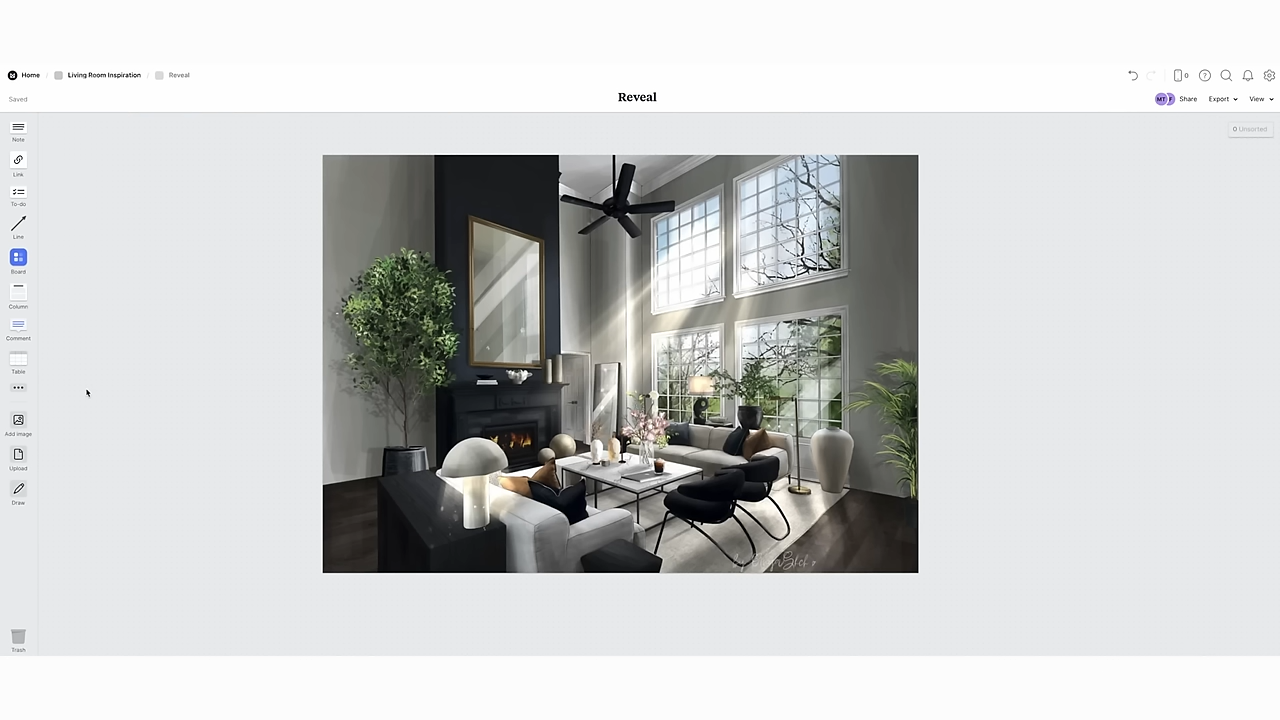 Home / Living Room Inspiration / Reveal
0
Saved
Reveal
MT F Share Export View
0 Unsorted
Note
Link
To-do
Line
Board
Column
Comment
Table
Add image
Upload
Draw
Trash